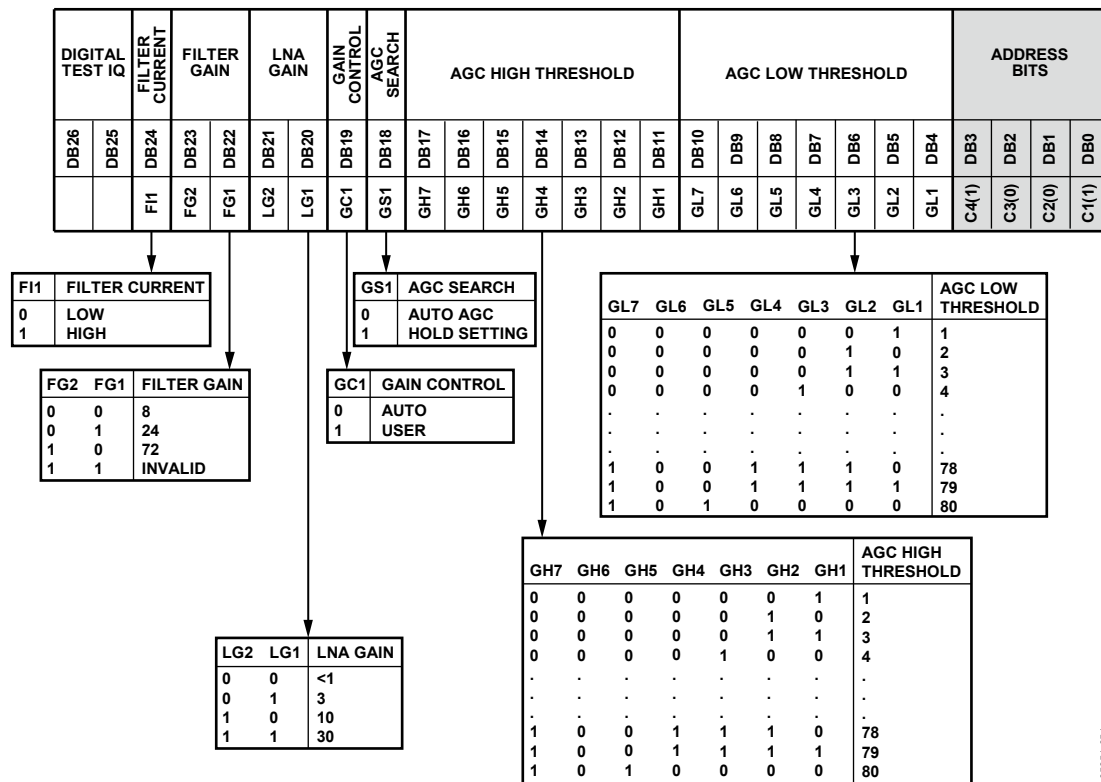 DIGITAL TEST IQ
FILTER CURRENT
FILTER GAIN
LNA GAIN
GAIN CONTROL
AGC SEARCH
AGC HIGH THRESHOLD
AGC LOW THRESHOLD
ADDRESS BITS
DB26 DB25 DB24 DB23 DB22 DB21 DB20 DB19 DB18 DB17 DB16 DB15 DB14 DB13 DB12 DB11 DB10 DB9 DB8 DB7 DB6 DB5 DB4 DB3 DB2 DB1 DB0
FI1 FG2 FG1 LG2 LG1 GC1 GS1 GH7 GH6 GH5 GH4 GH3 GH2 GH1 GL7 GL6 GL5 GL4 GL3 GL2 GL1 C4(1) C3(0) C2(0) C1(1)
FI1 FILTER CURRENT
0 LOW
1 HIGH
GS1 AGC SEARCH
0 AUTO AGC
1 HOLD SETTING
FG2 FG1 FILTER GAIN
0 0 8
0 1 24
1 0 72
1 1 INVALID
GC1 GAIN CONTROL
0 AUTO
1 USER
GL7 GL6 GL5 GL4 GL3 GL2 GL1 AGC LOW THRESHOLD
0 0 0 0 0 0 1 1
0 0 0 0 0 1 0 2
0 0 0 0 0 1 1 3
0 0 0 0 1 0 0 4
. . . . . . . .
. . . . . . . .
. . . . . . . .
1 0 0 1 1 1 0 78
1 0 0 1 1 1 1 79
1 0 1 0 0 0 0 80
GH7 GH6 GH5 GH4 GH3 GH2 GH1 AGC HIGH THRESHOLD
0 0 0 0 0 0 1 1
0 0 0 0 0 1 0 2
0 0 0 0 0 1 1 3
0 0 0 0 1 0 0 4
. . . . . . . .
. . . . . . . .
. . . . . . . .
1 0 0 1 1 1 0 78
1 0 0 1 1 1 1 79
1 0 1 0 0 0 0 80
LG2 LG1 LNA GAIN
0 0 <1
0 1 3
1 0 10
1 1 30